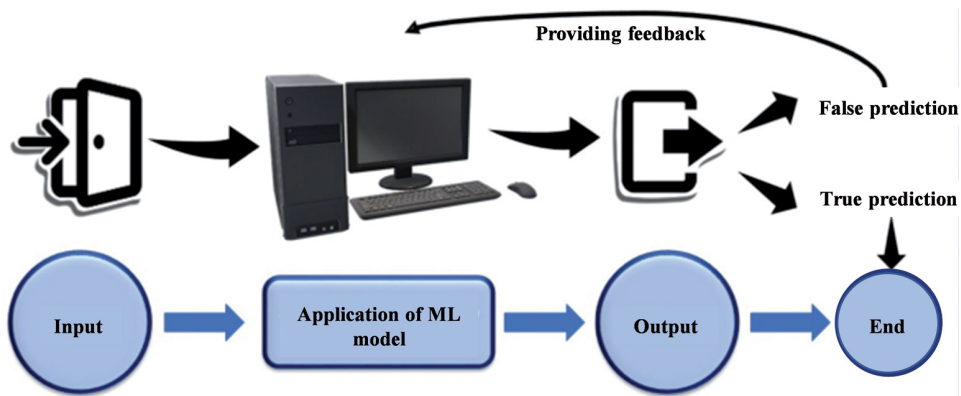 Providing feedback
False prediction
True prediction
Input
Application of ML
model
Output
End